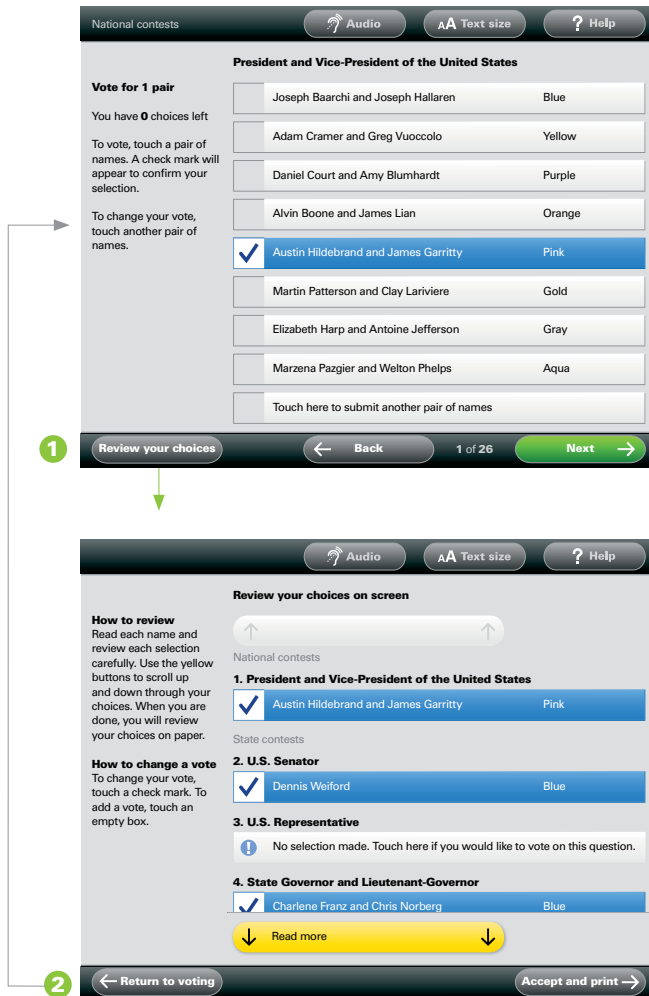 National contests
Audio
AA Text size
? Help
President and Vice-President of the United States
Vote for 1 pair
You have 0 choices left
To vote, touch a pair of
names. A check mark will
appear to confirm your
selection.
To change your vote,
touch another pair of
names.
Joseph Baarchi and Joseph Hallaren Blue
Adam Cramer and Greg Vuoccolo Yellow
Daniel Court and Amy Blumhardt Purple
Alvin Boone and James Lian Orange
Austin Hildebrand and James Garritty Pink
Martin Patterson and Clay Lariviere Gold
Elizabeth Harp and Antoine Jefferson Gray
Marzena Pazgier and Welton Phelps Aqua
Touch here to submit another pair of names
1
Review your choices
← Back
1 of 26
Next →
Audio
AA Text size
? Help
Review your choices on screen
How to review
Read each name and
review each selection
carefully. Use the yellow
buttons to scroll up
and down through your
choices. When you are
done, you will review
your choices on paper.
How to change a vote
To change your vote,
touch a check mark. To
add a vote, touch an
empty box.
National contests
1. President and Vice-President of the United States
Austin Hildebrand and James Garritty Pink
State contests
2. U.S. Senator
Dennis Weiford Blue
3. U.S. Representative
! No selection made. Touch here if you would like to vote on this question.
4. State Governor and Lieutenant-Governor
Charlene Franz and Chris Norberg Blue
↓ Read more ↓
2
← Return to voting
Accept and print →